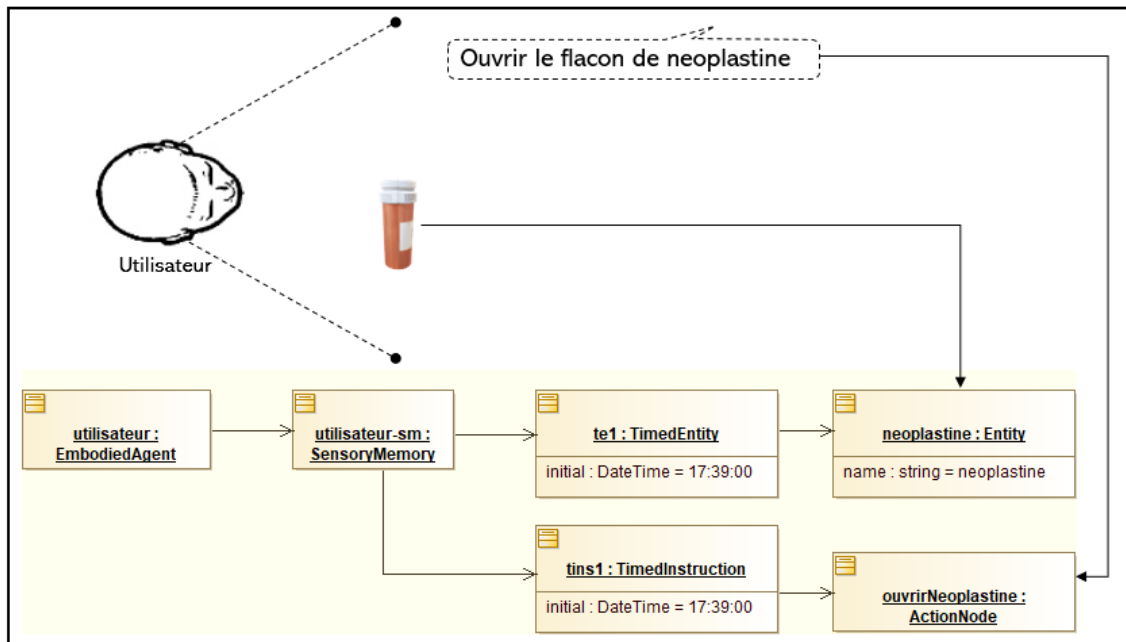 Ouvrir le flacon de neoplastine
Utilisateur
utilisateur :
EmbodiedAgent
utilisateur-sm :
SensoryMemory
te1 : TimedEntity
initial : DateTime = 17:39:00
neoplastine : Entity
name : string = neoplastine
tins1 : TimedInstruction
initial : DateTime = 17:39:00
ouvrirNeoplastine :
ActionNode